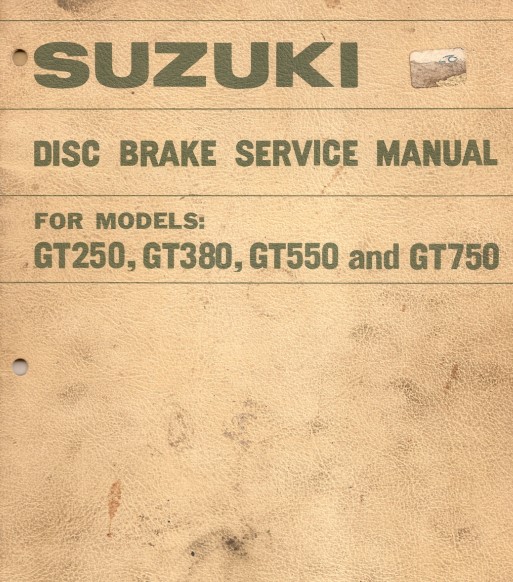 SUZUKI
DISC BRAKE SERVICE MANUAL
FOR MODELS:
GT250, GT380, GT550 and GT750